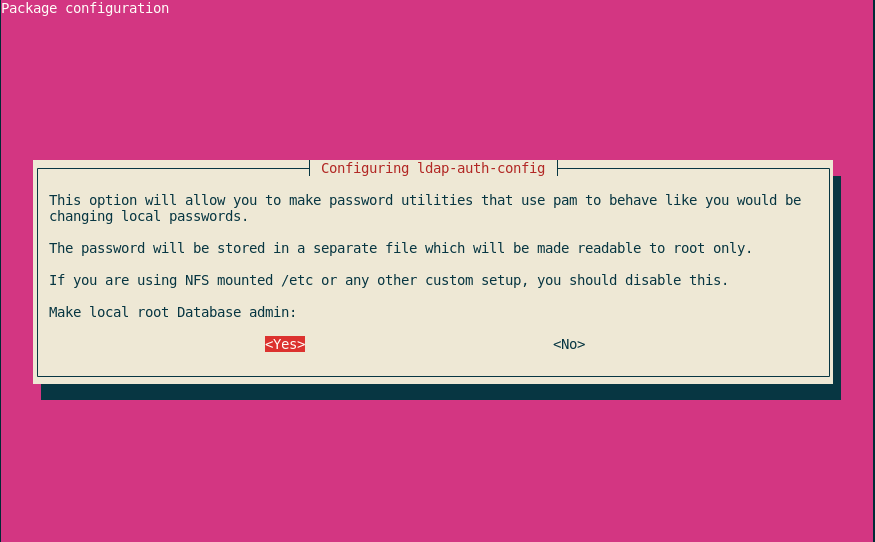 Package configuration
Configuring ldap-auth-config
This option will allow you to make password utilities that use pam to behave like you would be
changing local passwords.
The password will be stored in a separate file which will be made readable to root only.
If you are using NFS mounted /etc or any other custom setup, you should disable this.
Make local root Database admin:
<Yes> <No>